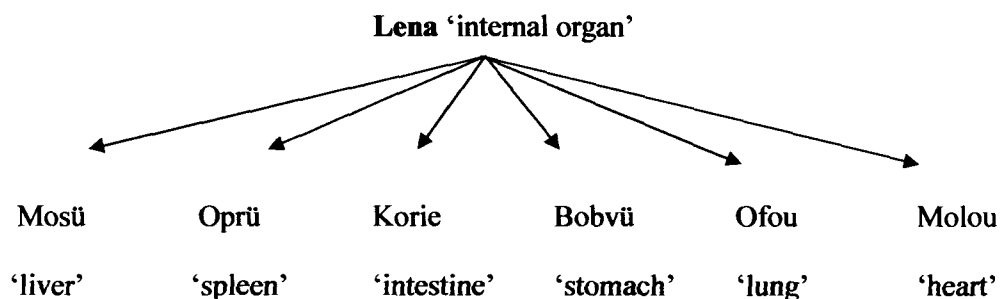 Lena ‘internal organ’
Mosü Oprü Korie Bobvü Ofou Molou
‘liver’ ‘spleen’ ‘intestine’ ‘stomach’ ‘lung’ ‘heart’